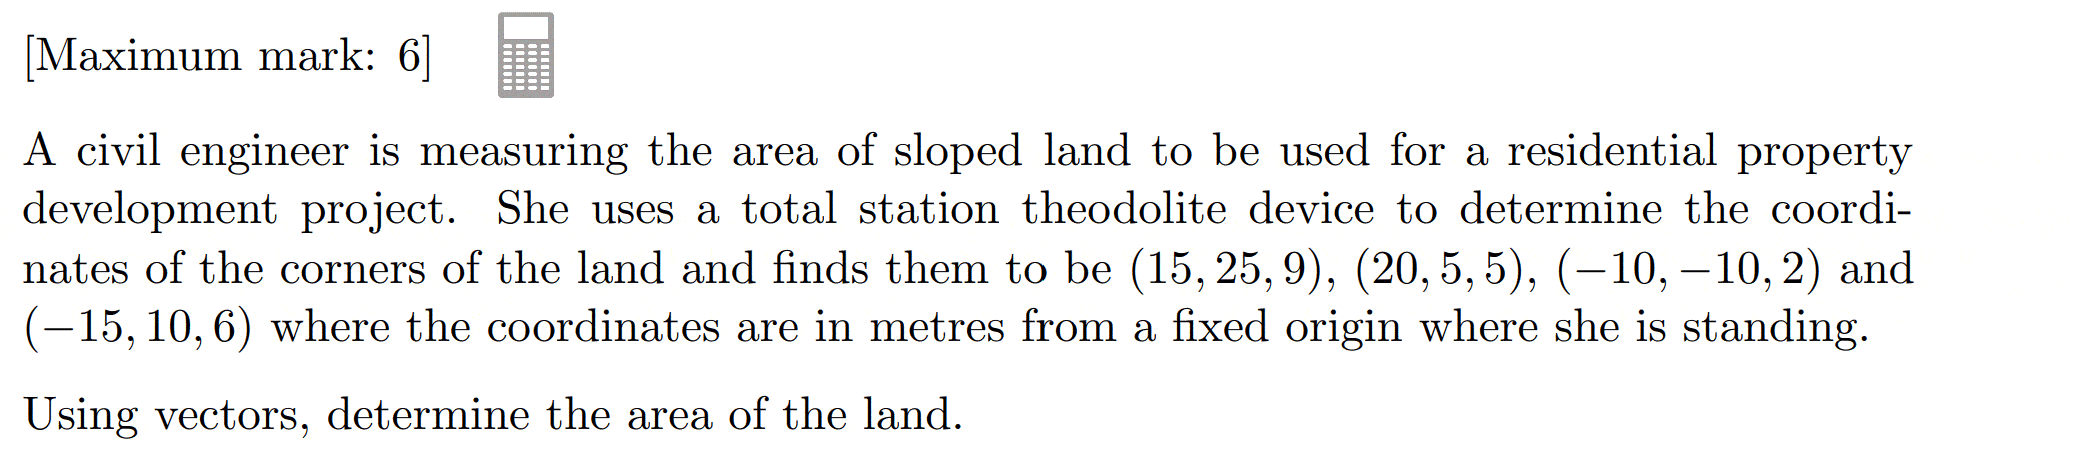 [Maximum mark: 6]
A civil engineer is measuring the area of sloped land to be used for a residential property
development project. She uses a total station theodolite device to determine the coordi-
nates of the corners of the land and finds them to be (15, 25, 9), (20, 5, 5), (−10, −10, 2) and
(−15, 10, 6) where the coordinates are in metres from a fixed origin where she is standing.
Using vectors, determine the area of the land.